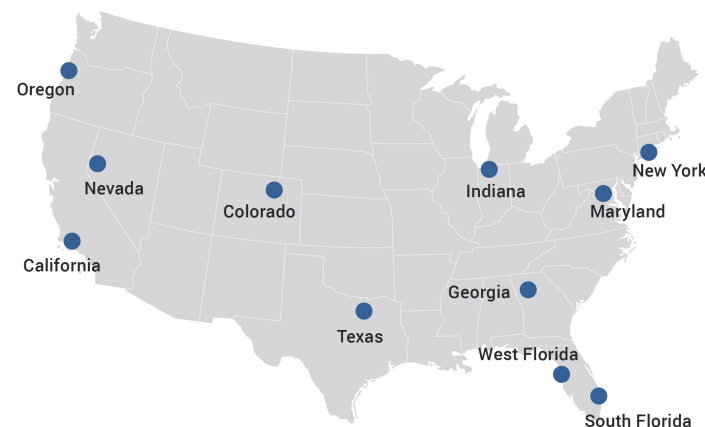 Oregon
New York
Nevada
Indiana
Colorado
Maryland
California
Georgia
Texas
West Florida
South Florida